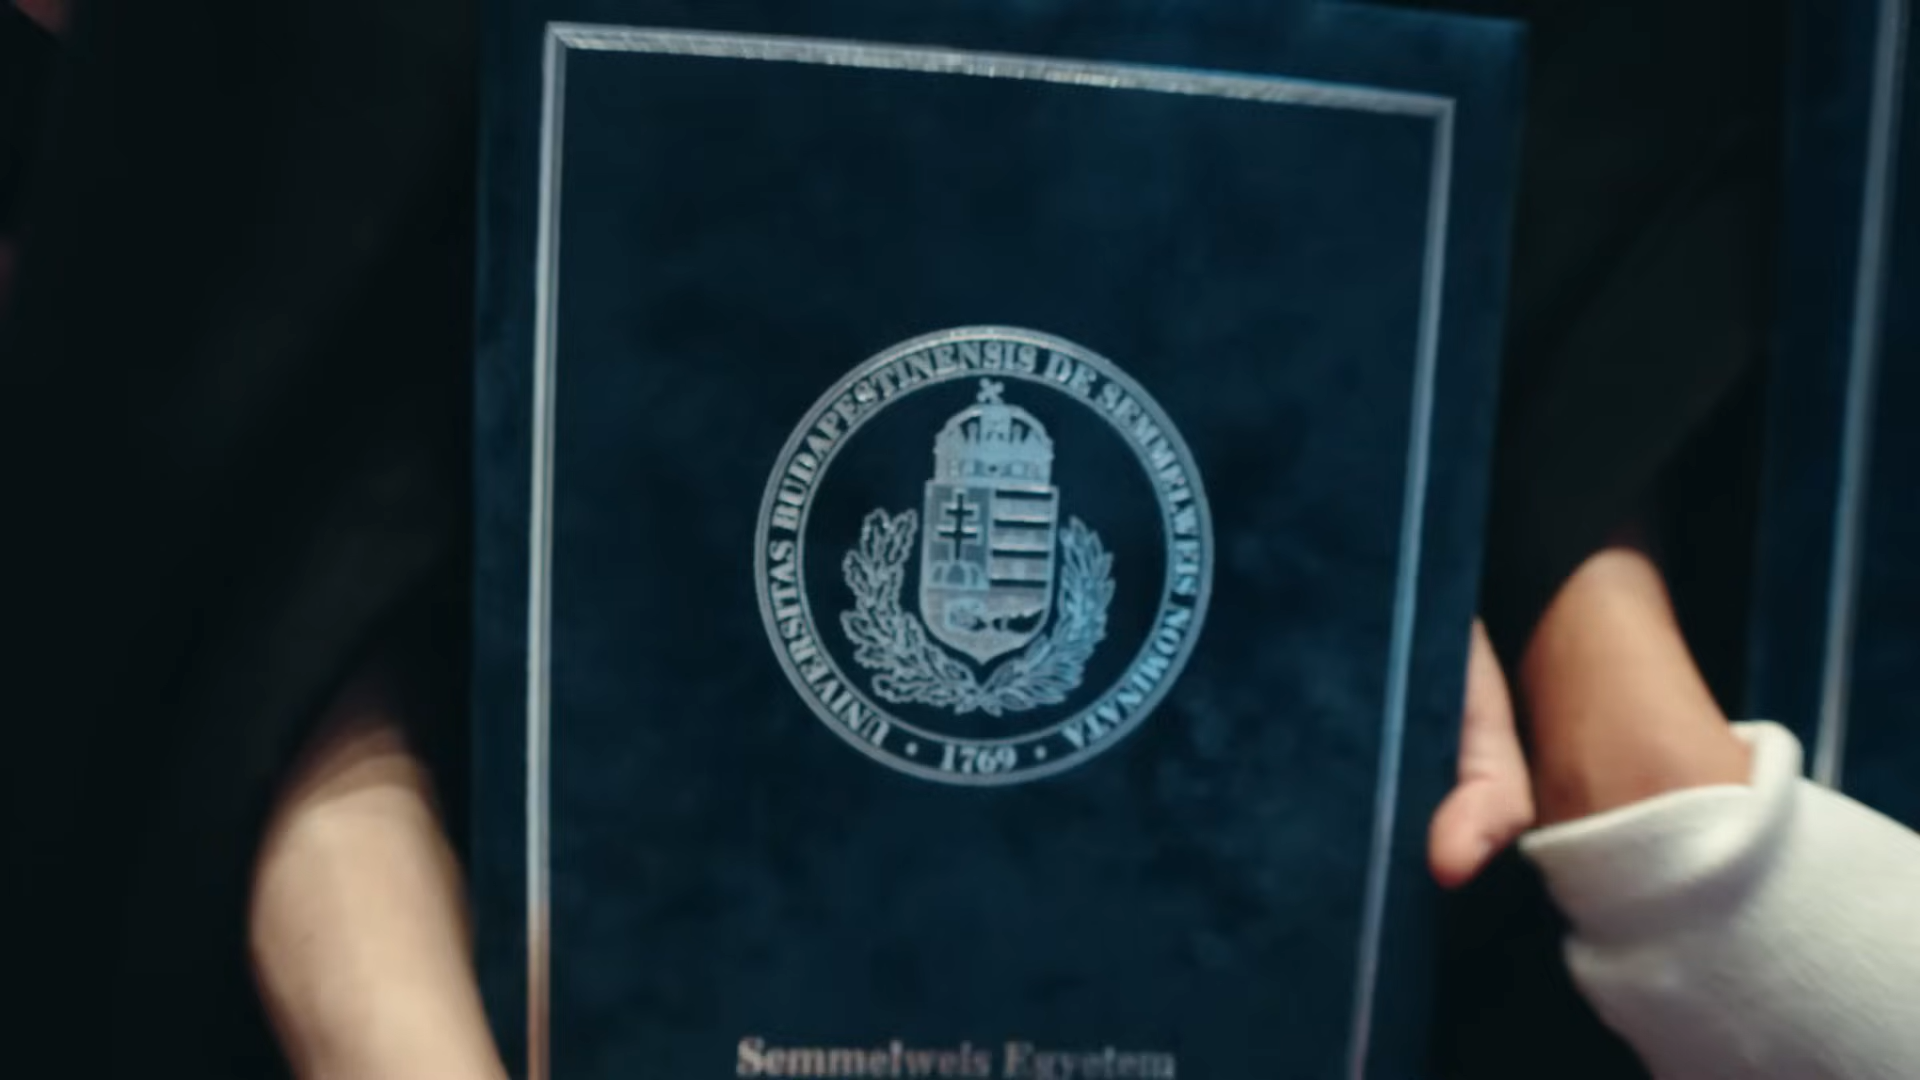 UNIVERSITAS BUDAPESTINENSIS DE SEMMELWEIS NOMINATA
• 1769 •
Semmelweis Egyetem